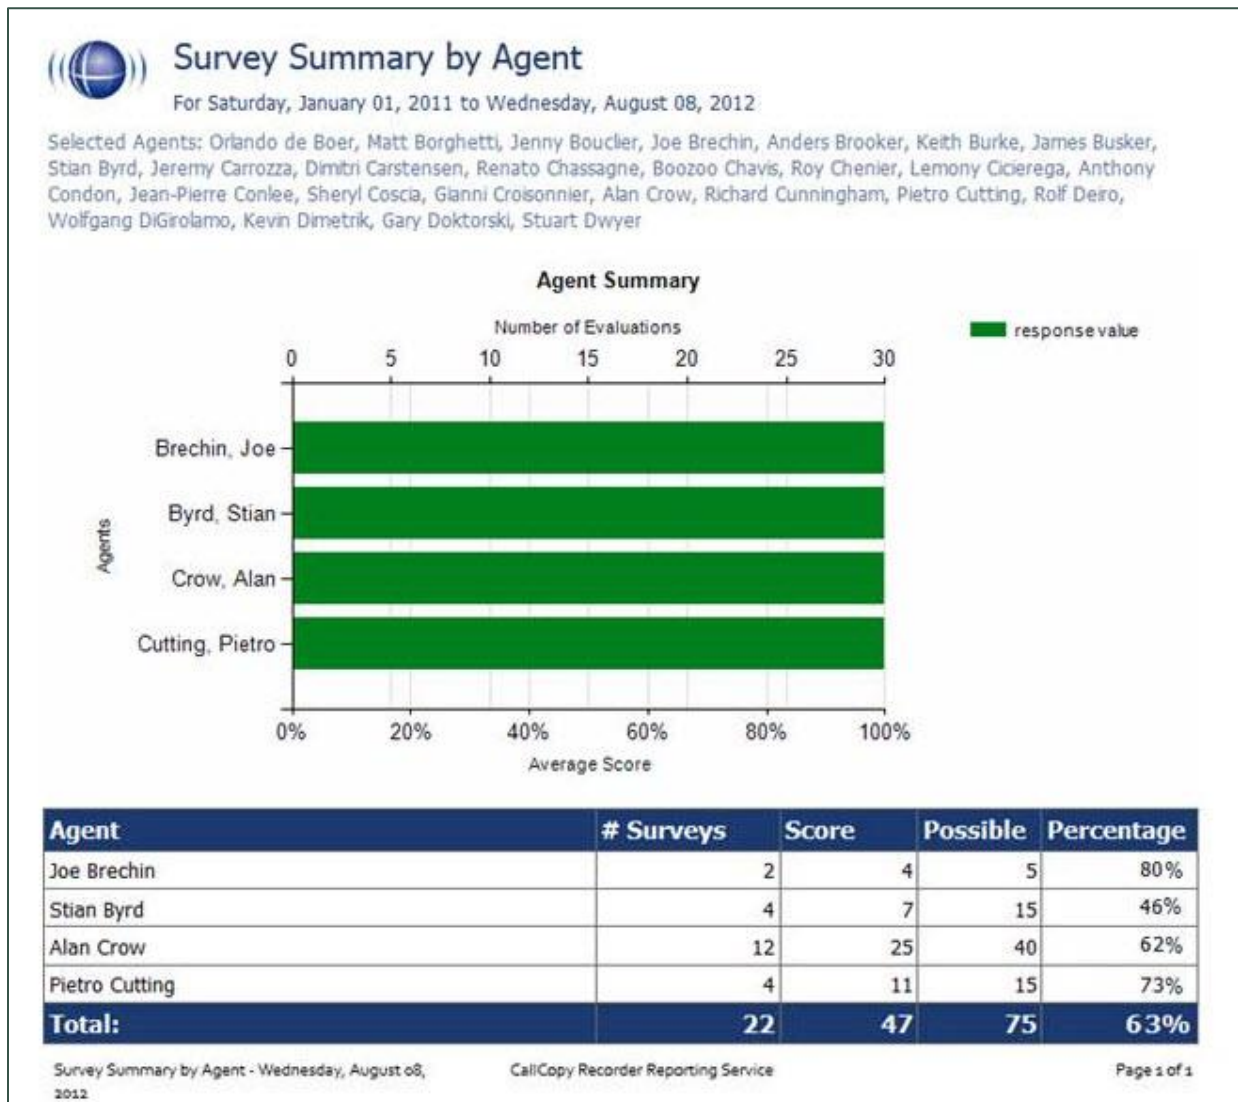 Survey Summary by Agent
For Saturday, January 01, 2011 to Wednesday, August 08, 2012
Selected Agents: Orlando de Boer, Matt Borghetti, Jenny Bouclier, Joe Brechin, Anders Brooker, Keith Burke, James Busker,
Stian Byrd, Jeremy Carrozza, Dimitri Carstensen, Renato Chassagne, Boozoo Chavis, Roy Chenier, Lemony Cicierega, Anthony
Condon, Jean-Pierre Conlee, Sheryl Coscia, Gianni Croisonnier, Alan Crow, Richard Cunningham, Pietro Cutting, Rolf Deiro,
Wolfgang DiGirolamo, Kevin Dimetrik, Gary Doktorski, Stuart Dwyer
Agent Summary
Number of Evaluations
response value
0 5 10 15 20 25 30
Agents
Brechin, Joe
Byrd, Stian
Crow, Alan
Cutting, Pietro
0% 20% 40% 60% 80% 100%
Average Score
Agent # Surveys Score Possible Percentage
Joe Brechin 2 4 5 80%
Stian Byrd 4 7 15 46%
Alan Crow 12 25 40 62%
Pietro Cutting 4 11 15 73%
Total: 22 47 75 63%
Survey Summary by Agent - Wednesday, August 08, CallCopy Recorder Reporting Service Page 1 of 1
2012